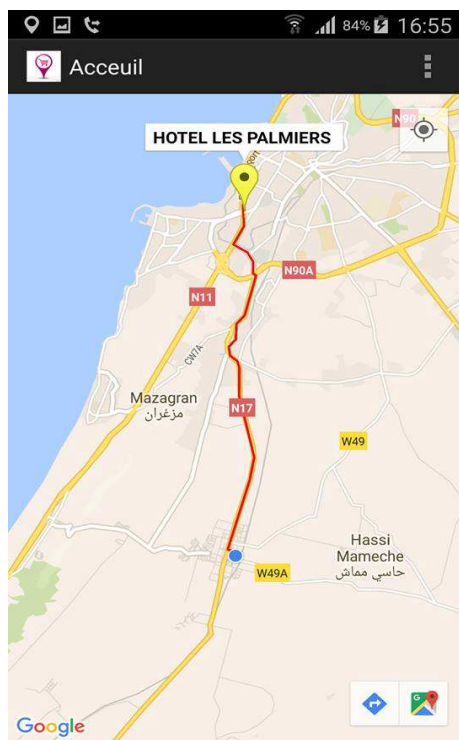 84% 16:55
Acceuil
N90
HOTEL LES PALMIERS
N90A
N11
CW7A
Mazagran
مزغران
N17
W49
Hassi
Mameche
حاسي مماش
W49A
Google